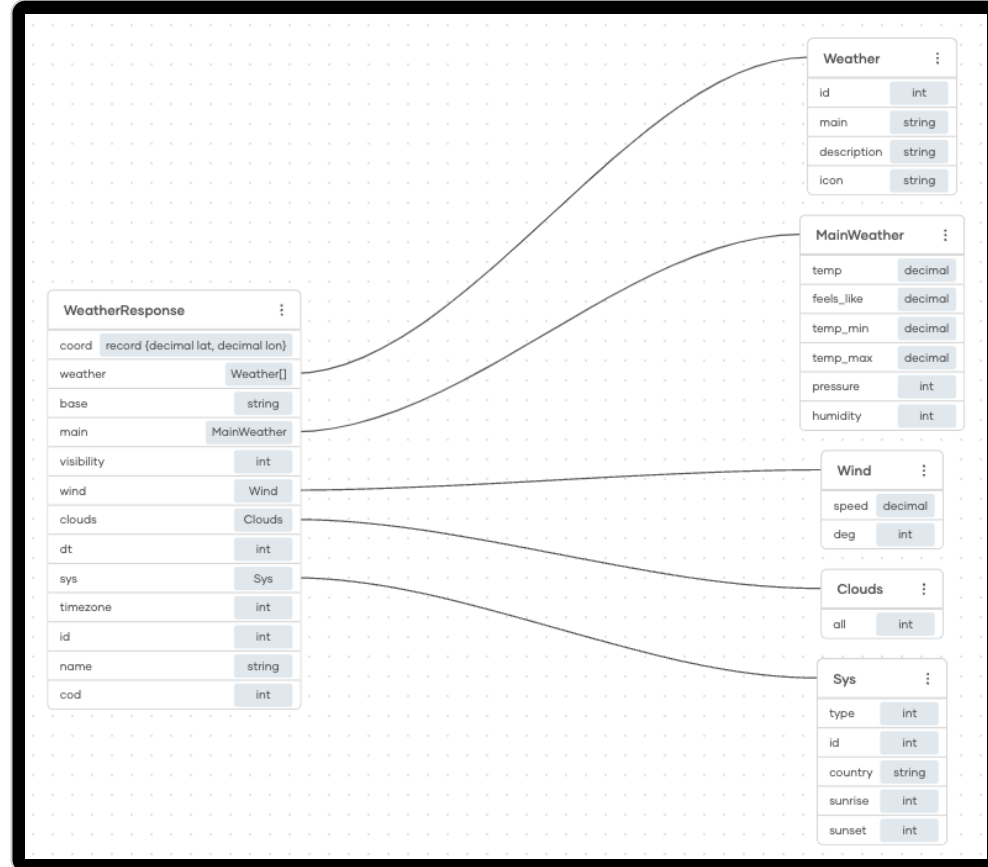 WeatherResponse
coord record {decimal lat, decimal lon}
weather Weather[]
base string
main MainWeather
visibility int
wind Wind
clouds Clouds
dt int
sys Sys
timezone int
id int
name string
cod int
Weather
id int
main string
description string
icon string
MainWeather
temp decimal
feels_like decimal
temp_min decimal
temp_max decimal
pressure int
humidity int
Wind
speed decimal
deg int
Clouds
all int
Sys
type int
id int
country string
sunrise int
sunset int